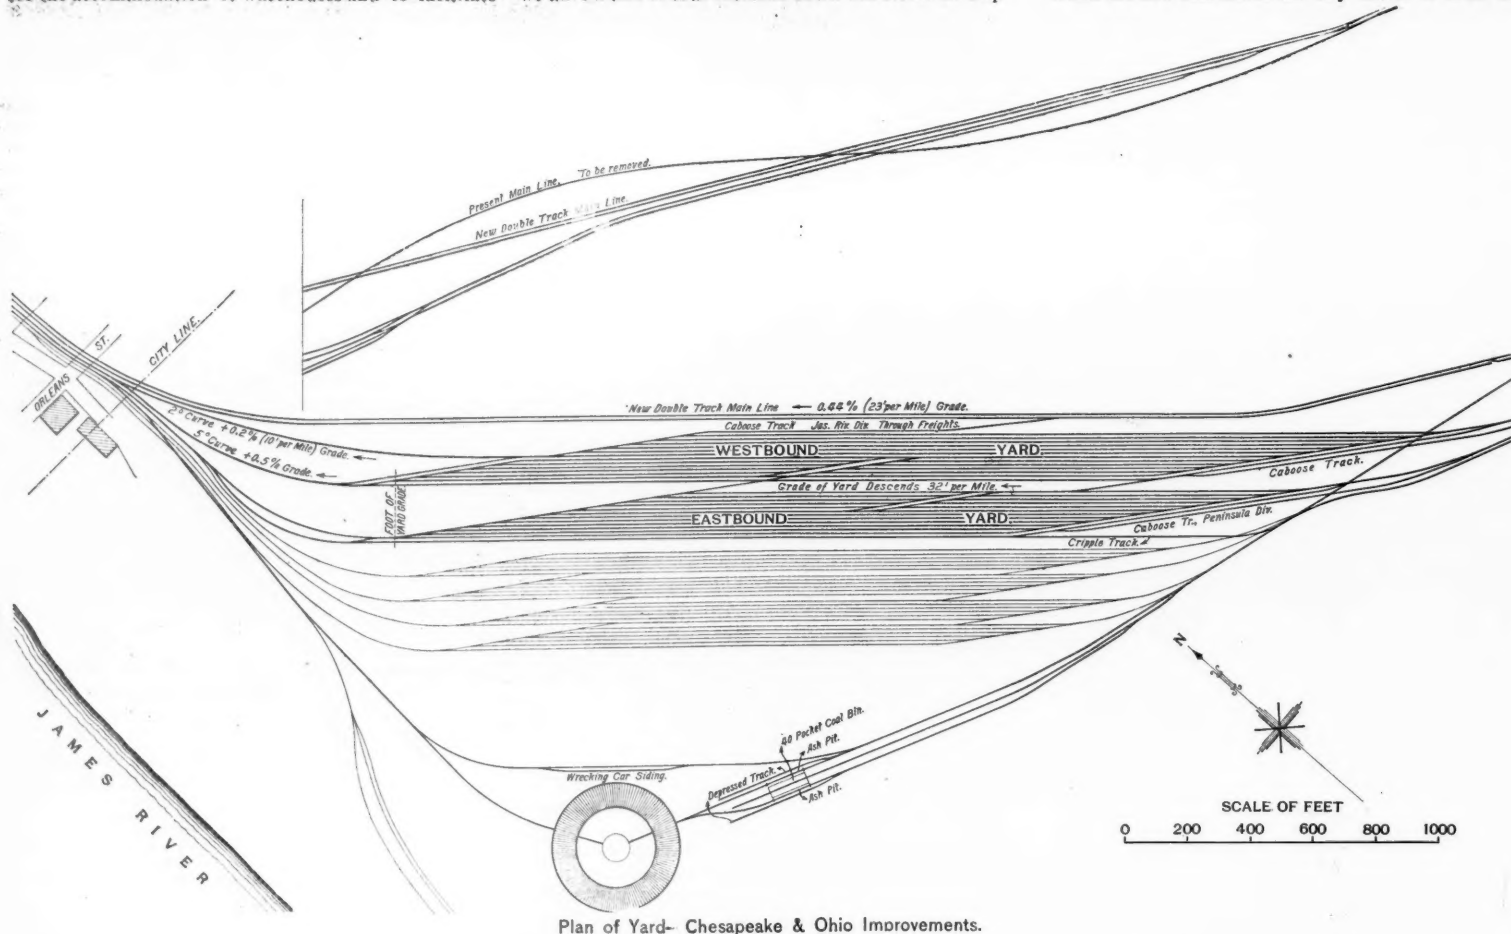 Present Main Line. To be removed.
New Double Track Main Line.
CITY LINE.
ORLEANS ST.
New Double Track Main Line 0.44% (23' per Mile) Grade.
2° Curve +0.2% (10' per Mile) Grade.
5° Curve +0.5% Grade.
Caboose Track Jas. Riv. Div. Through Freights.
WESTBOUND YARD.
Caboose Track.
Grade of Yard Descends 32' per Mile.
FOOT OF
YARD GRADE
EASTBOUND YARD.
Caboose Tr., Peninsula Div.
Cripple Track.
N
JAMES RIVER
40 Pocket Coal Bin.
Ash Pit.
Depressed Track.
Ash Pit.
Wrecking Car Siding.
SCALE OF FEET
0 200 400 600 800 1000
Plan of Yard- Chesapeake & Ohio Improvements.